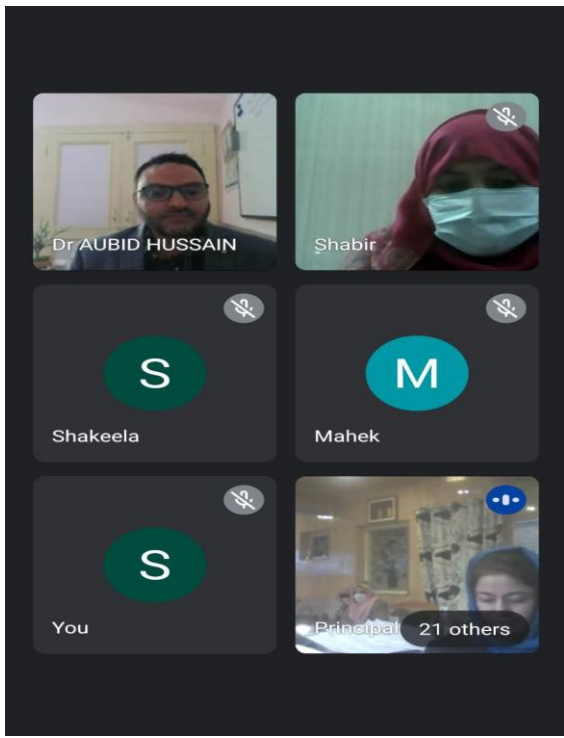 Dr AUBID HUSSAIN
Shabir
S
Shakeela
M
Mahek
S
You
Principal
21 others